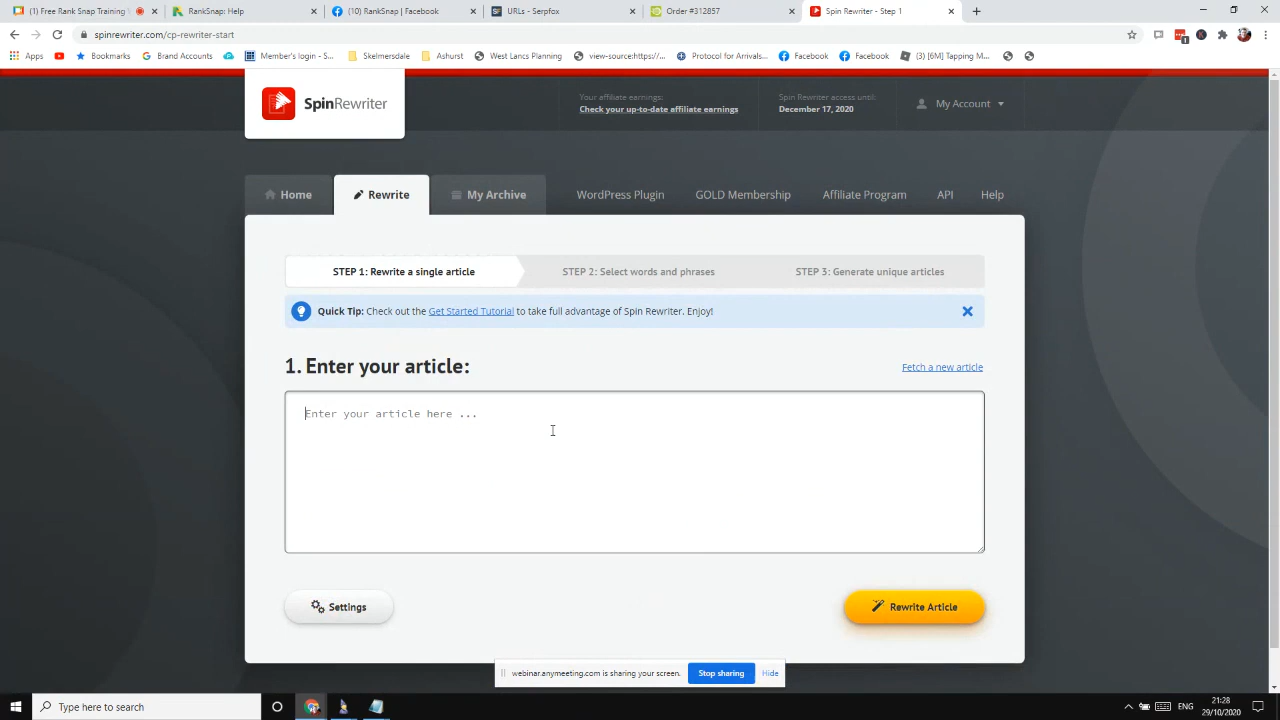 (1) Free Rank Snap Training
RankSnap: Help
(10) RankSnap | Facebook
URLs - Serpfox
Order #312857
Spin Rewriter - Step 1
spinrewriter.com/cp-rewriter-start
Apps
Bookmarks
Brand Accounts
Member's login - s...
Skelmersdale
Ashurst
West Lancs Planning
view-source:https://...
Protocol for Arrivals...
Facebook
Facebook
(3) [6M] Tapping M...
SpinRewriter
Your affiliate earnings:
Check your up-to-date affiliate earnings
Spin Rewriter access until:
December 17, 2020
My Account
Home
Rewrite
My Archive
WordPress Plugin
GOLD Membership
Affiliate Program
API
Help
STEP 1: Rewrite a single article
STEP 2: Select words and phrases
STEP 3: Generate unique articles
Quick Tip: Check out the Get Started Tutorial to take full advantage of Spin Rewriter. Enjoy!
1. Enter your article:
Fetch a new article
Enter your article here ...
Settings
Rewrite Article
webinar.anymeeting.com is sharing your screen.
Stop sharing
Hide
Type here to search
ENG
21:28
29/10/2020